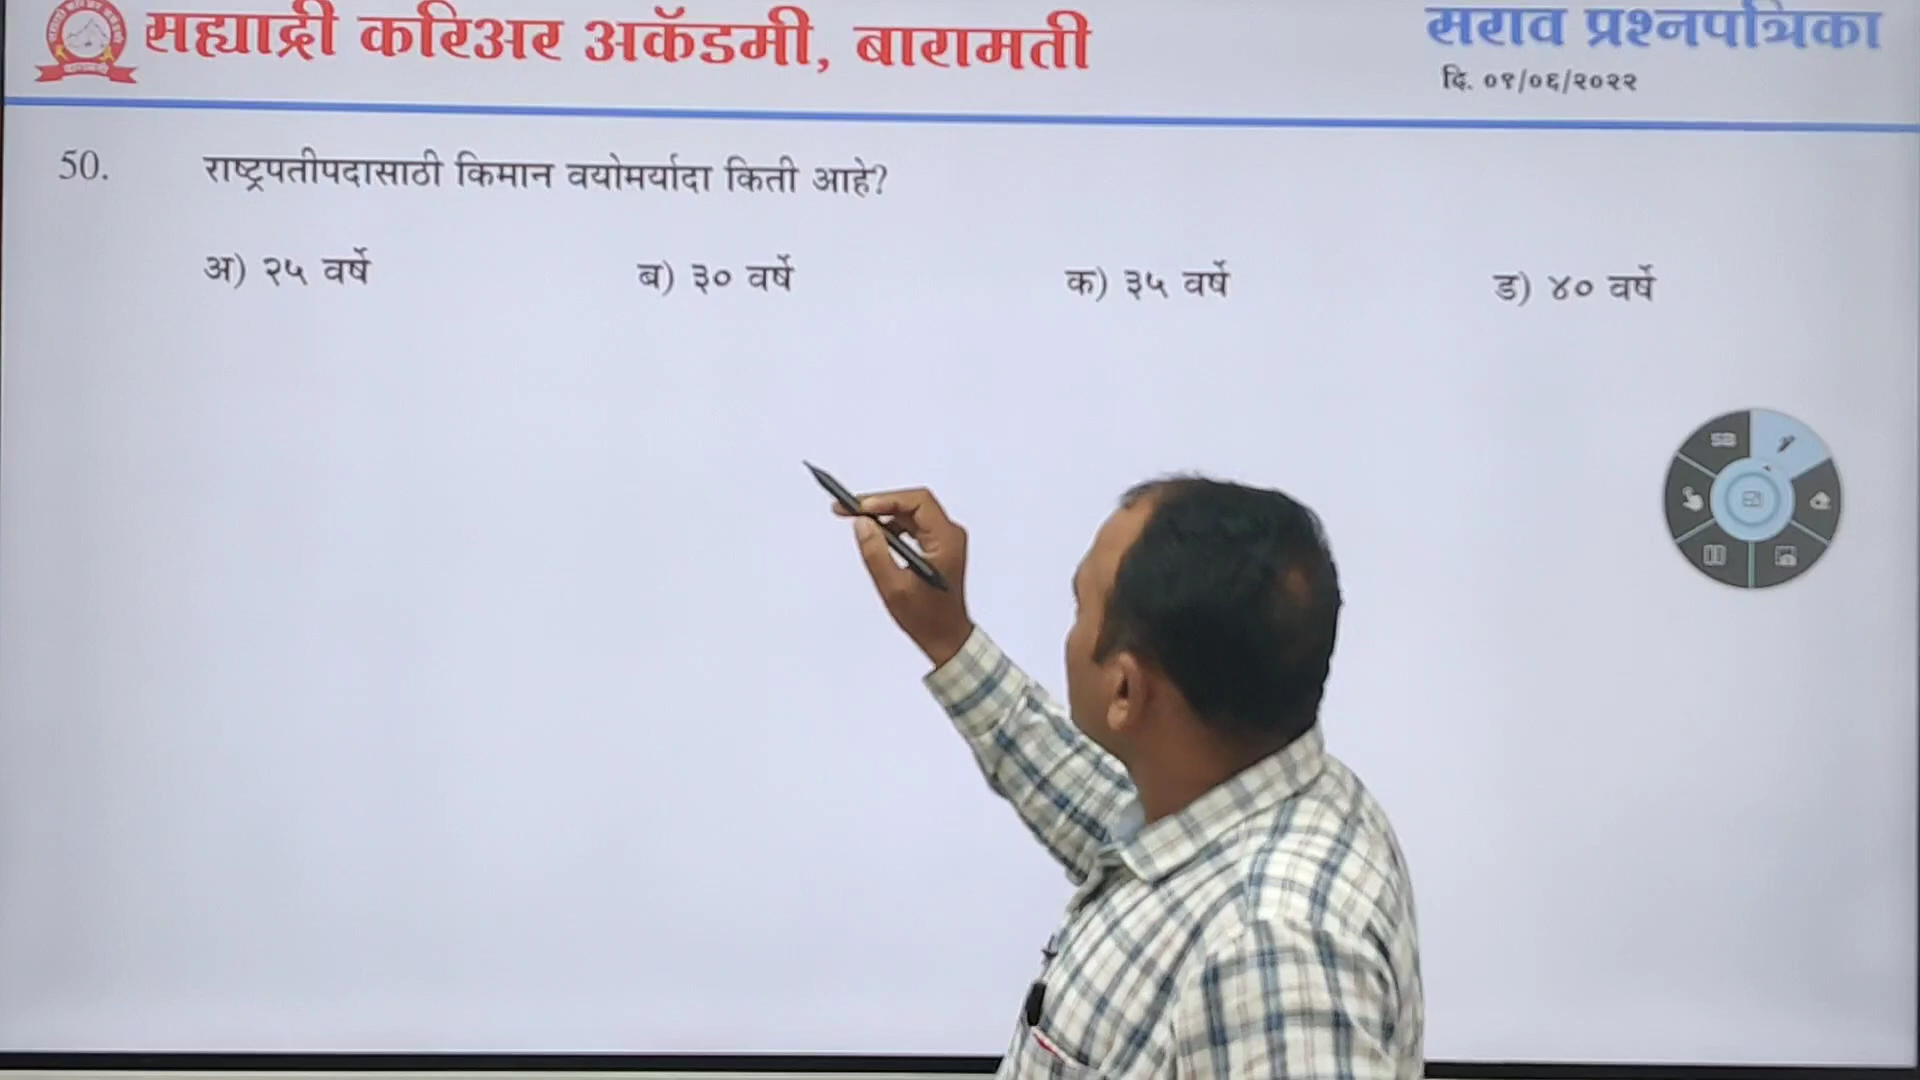 सह्याद्री करिअर अकॅडमी, बारामती
सराव प्रश्नपत्रिका
दि. ०९/०६/२०२२
50. राष्ट्रपतीपदासाठी किमान वयोमर्यादा किती आहे?
अ) २५ वर्षे ब) ३० वर्षे क) ३५ वर्षे ड) ४० वर्षे